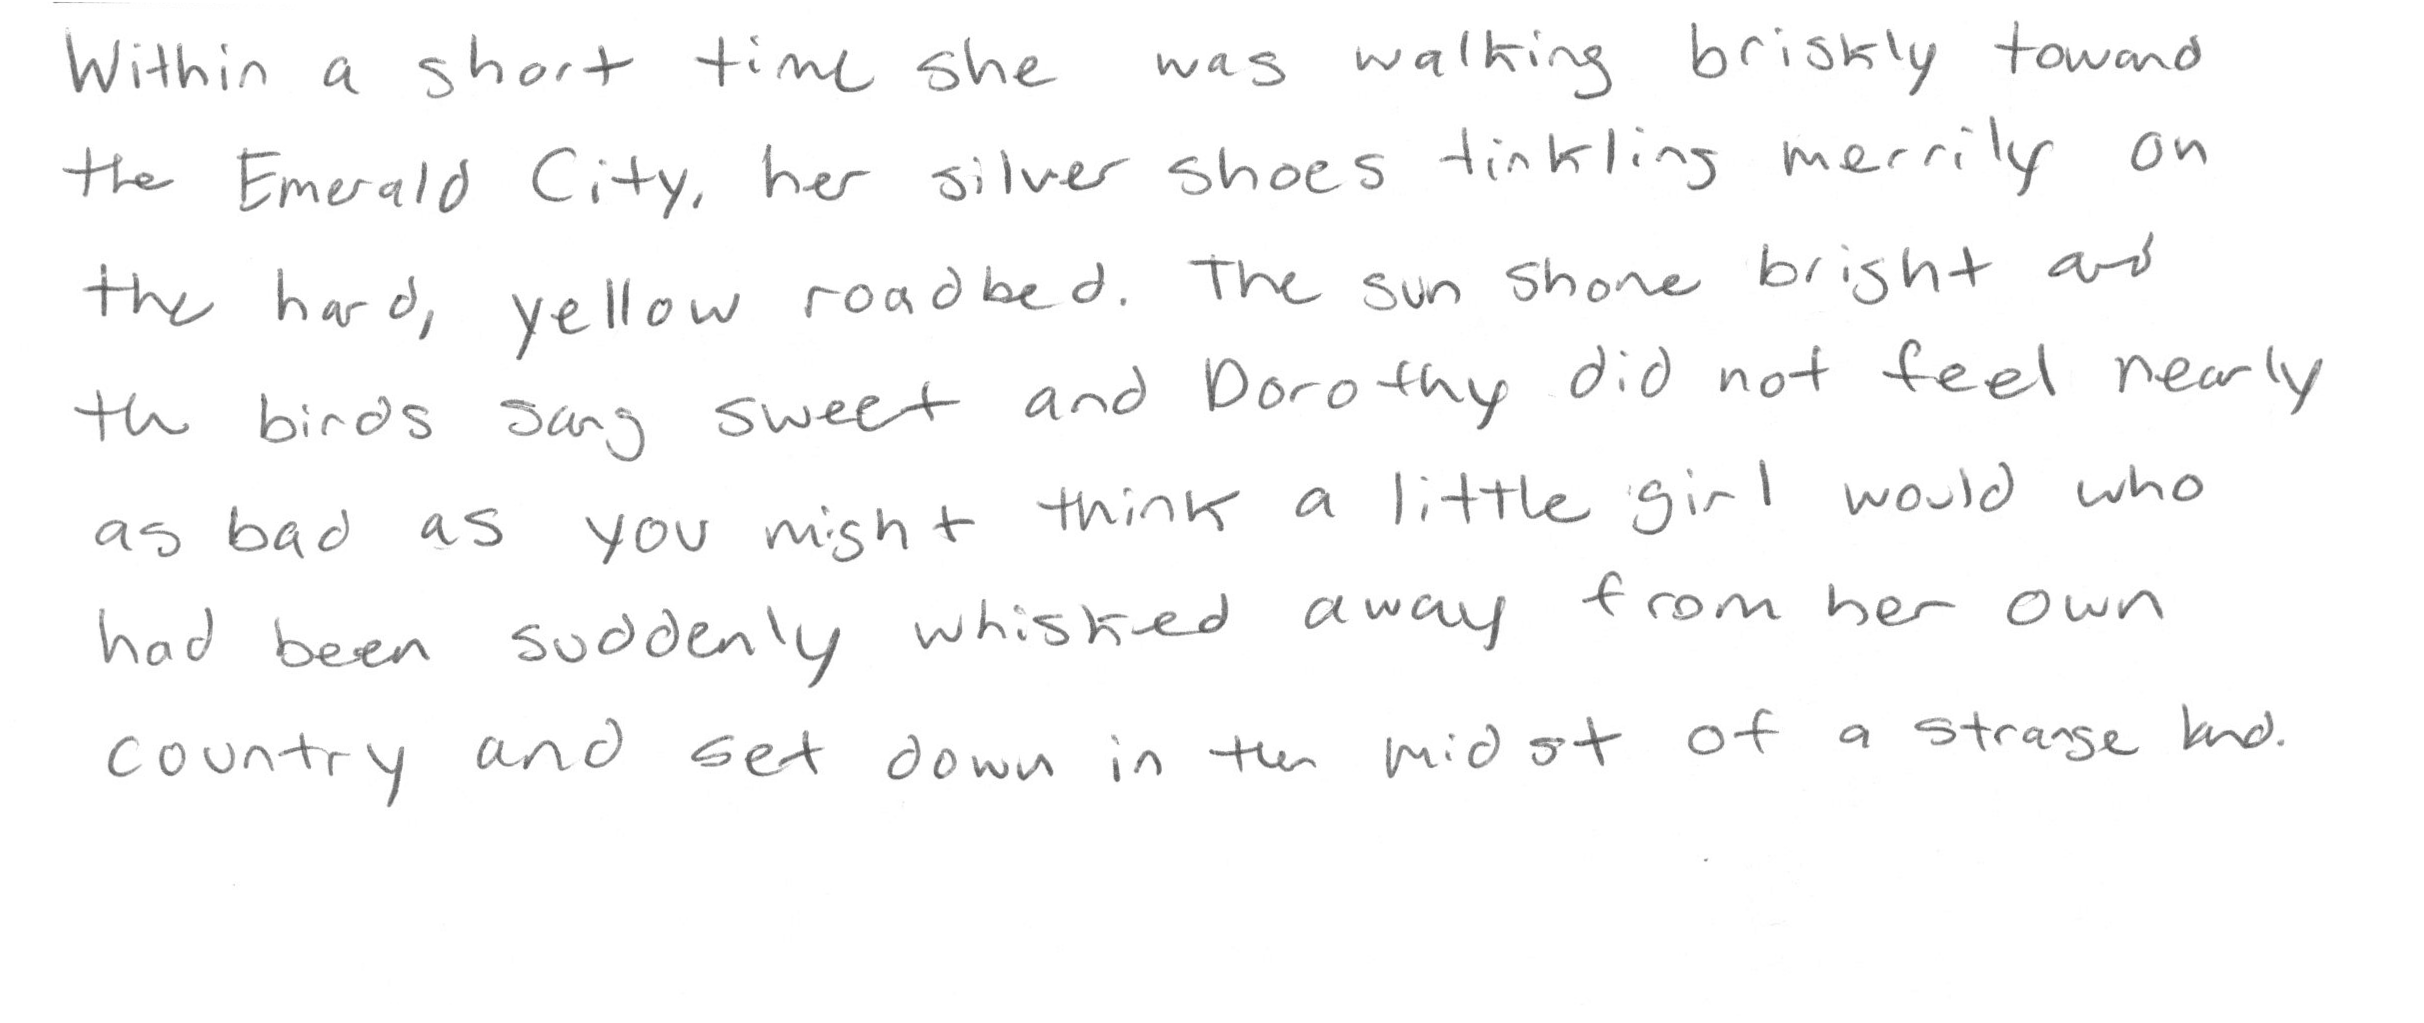 Within a short time she was walking briskly toward
the Emerald City, her silver shoes tinkling merrily on
the hard, yellow roadbed. The sun shone bright and
the birds sang sweet and Dorothy did not feel nearly
as bad as you might think a little girl would who
had been suddenly whisked away from her own
country and set down in the midst of a strange land.